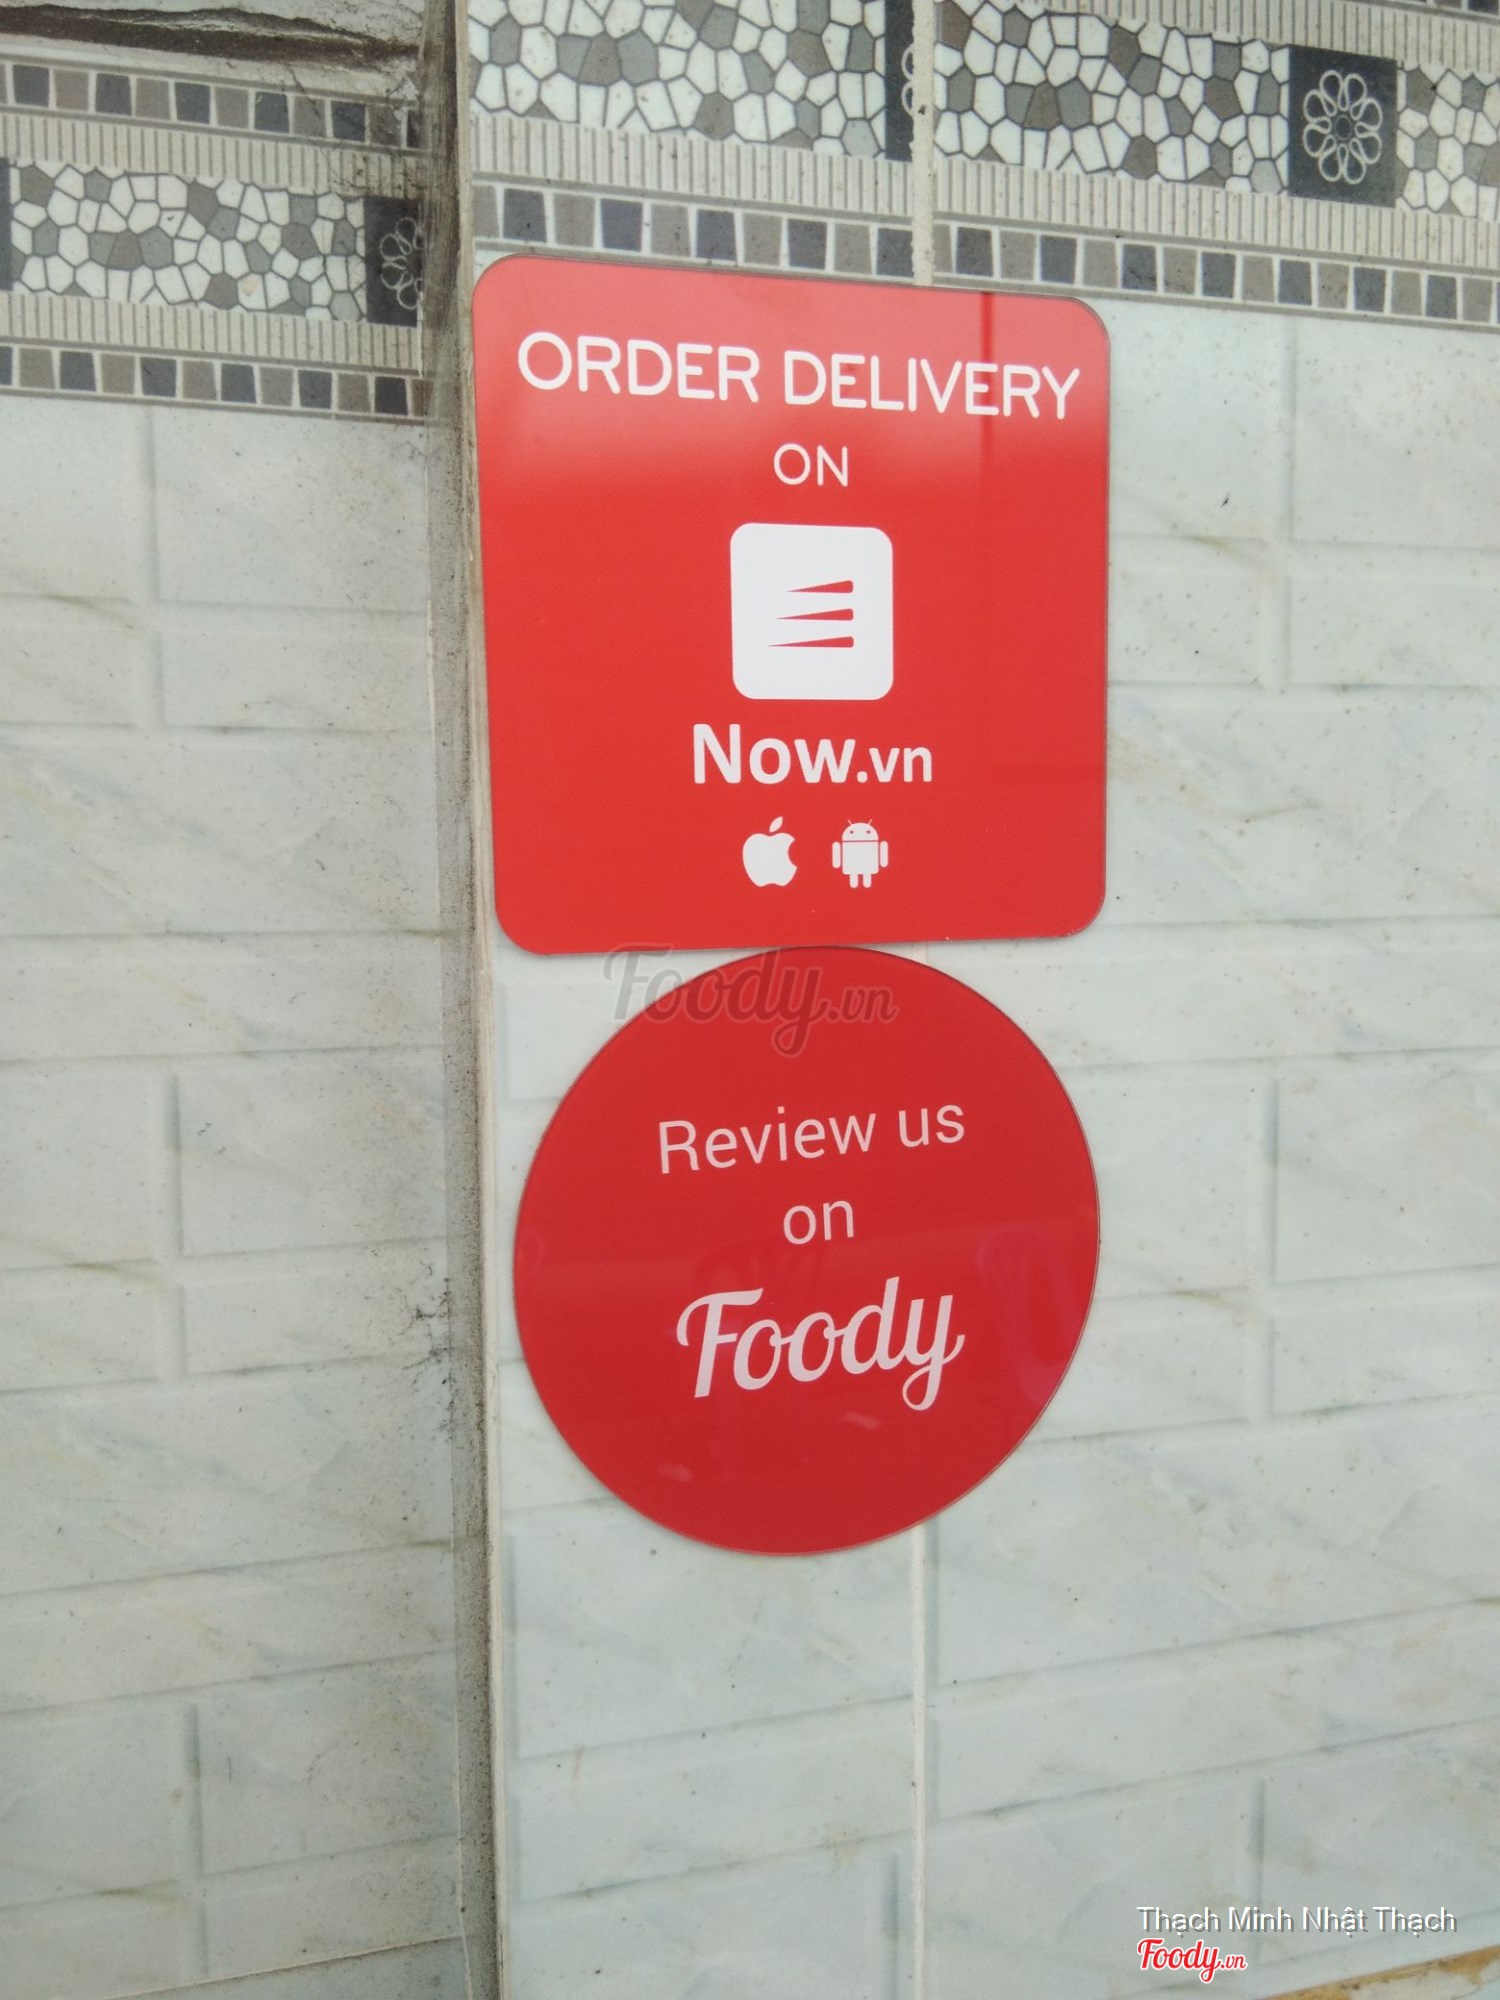 ORDER DELIVERY
ON
Now.vn
Foody.vn
Review us
on
Foody
Thạch Minh Nhật Thạch
Foody.vn